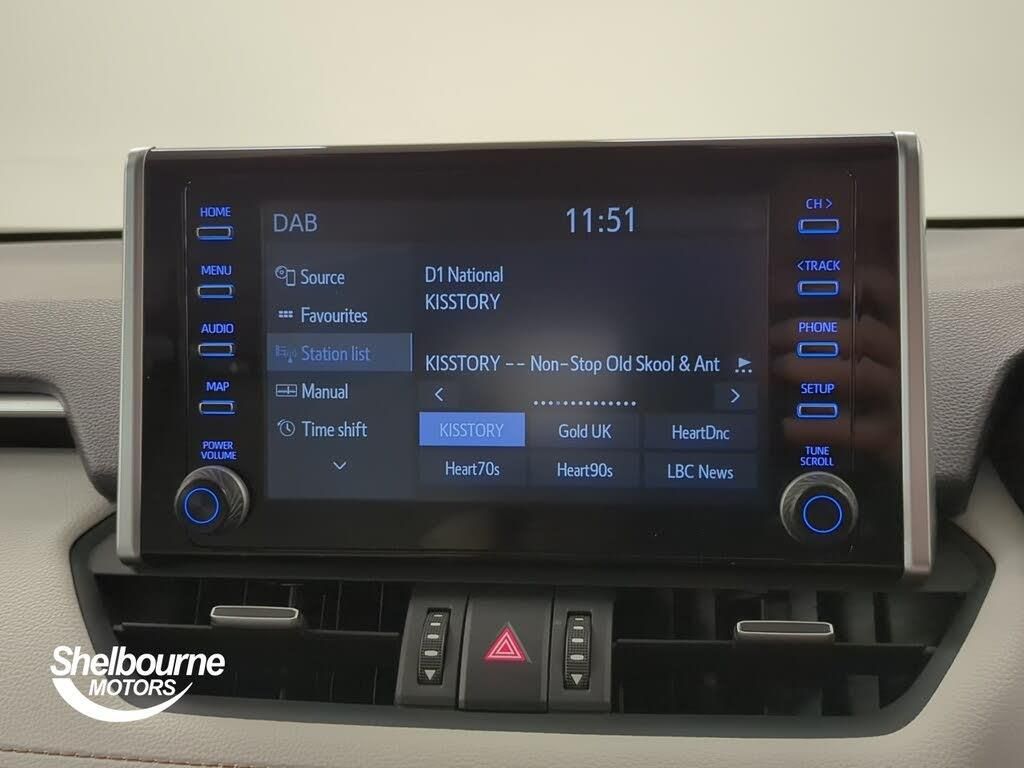 HOME
MENU
AUDIO
MAP
POWER
VOLUME
DAB
11:51
Source
Favourites
Station list
Manual
Time shift
D1 National
KISSTORY
KISSTORY -- Non-Stop Old Skool & Ant
KISSTORY
Gold UK
HeartDnc
Heart70s
Heart90s
LBC News
CH >
<TRACK
PHONE
SETUP
TUNE
SCROLL
Shelbourne
MOTORS